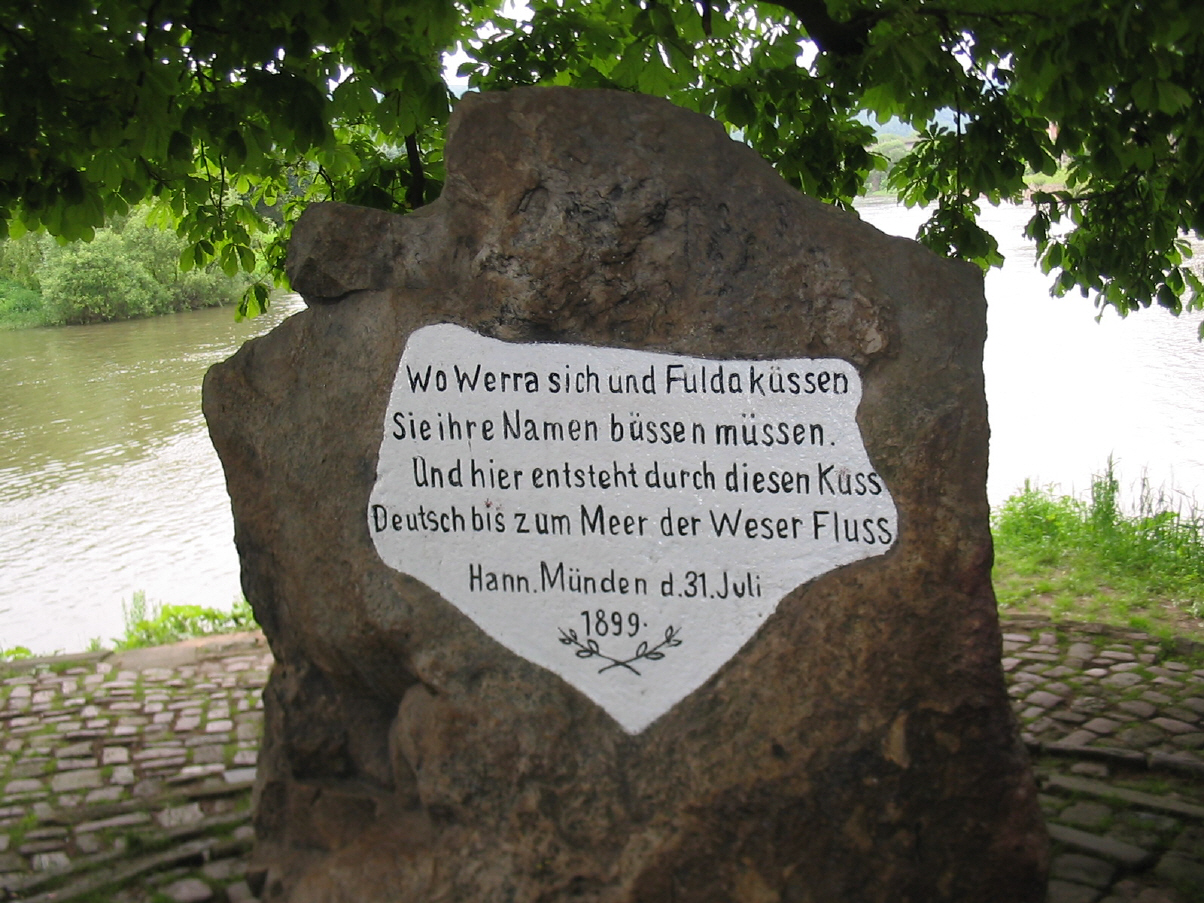 Wo Werra sich und Fulda küssen
Sie ihre Namen büssen müssen.
Und hier entsteht durch diesen Kuss
Deutsch bis zum Meer der Weser Fluss
Hann. Münden d. 31. Juli
1899.